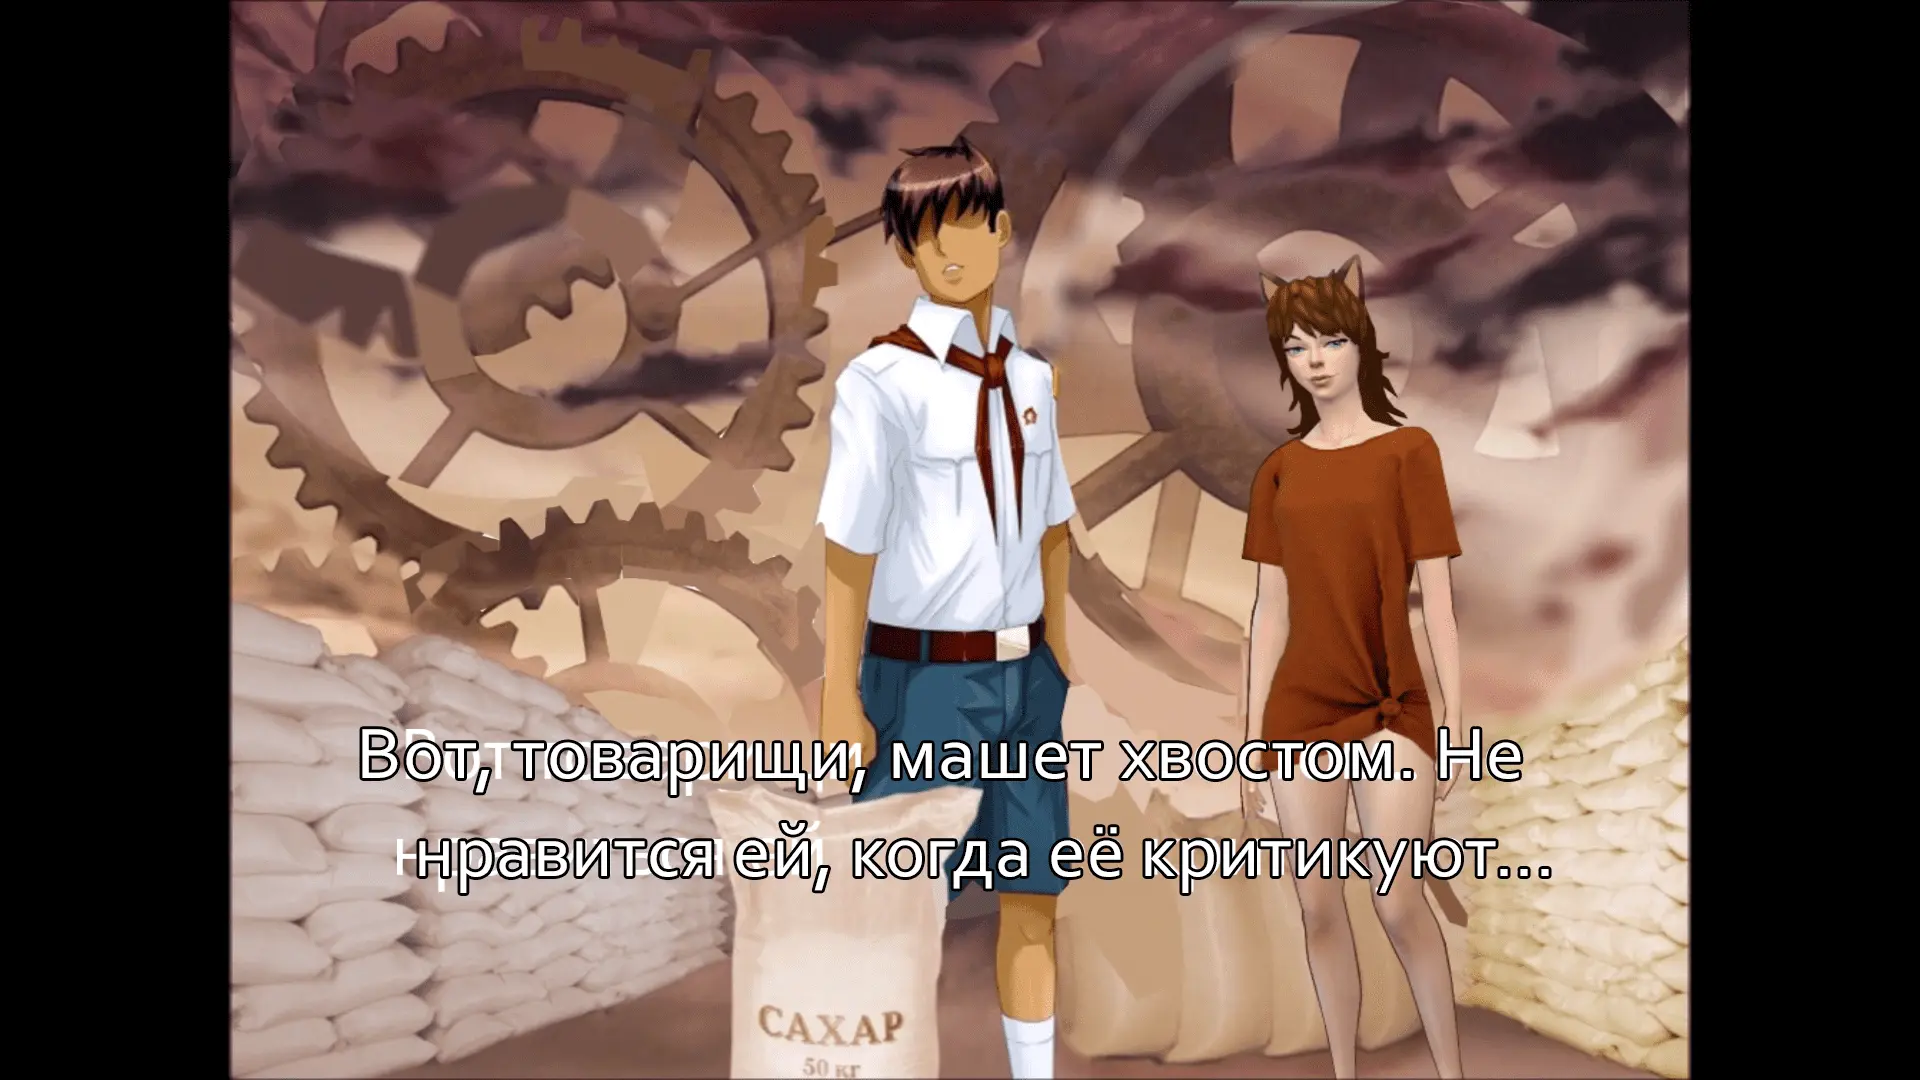 Вот, товарищи, машет хвостом. Не
нравится ей, когда её критикуют...
САХАР
50 кг